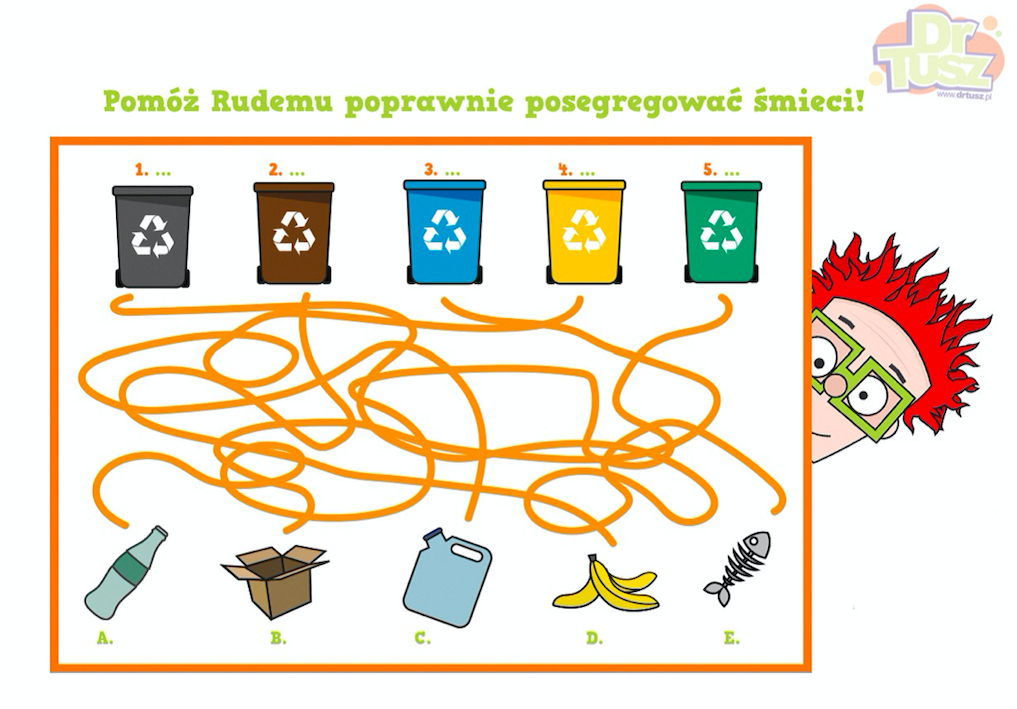 Dr
Tusz
www.drtusz.pl
Pomóż Rudemu poprawnie posegregować śmieci!
1. ... 2. ... 3. ... 4. ... 5. ...
A. B. C. D. E.